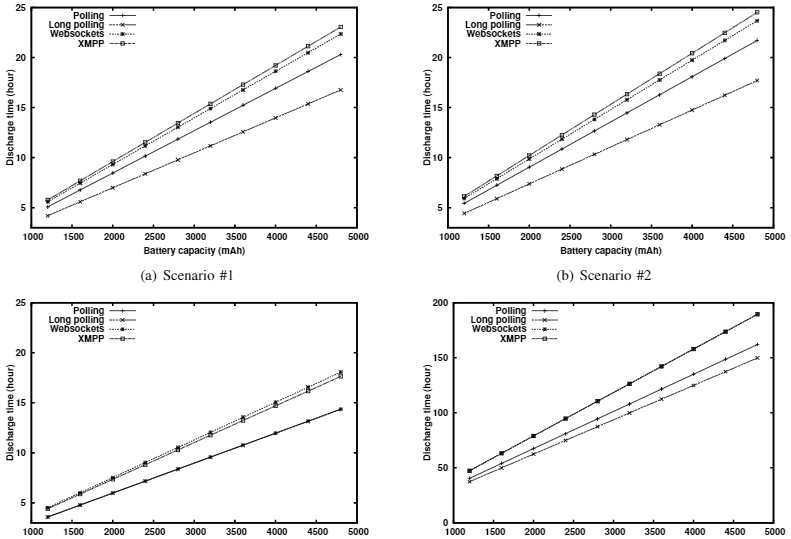 25
20
15
10
5
Discharge time (hour)
Polling
Long polling
Websockets
XMPP
1000 1500 2000 2500 3000 3500 4000 4500 5000
Battery capacity (mAh)
(a) Scenario #1
25
20
15
10
5
Discharge time (hour)
Polling
Long polling
Websockets
XMPP
1000 1500 2000 2500 3000 3500 4000 4500 5000
Battery capacity (mAh)
(b) Scenario #2
25
20
15
10
5
Discharge time (hour)
Polling
Long polling
Websockets
XMPP
1000 1500 2000 2500 3000 3500 4000 4500 5000
200
150
100
50
0
Discharge time (hour)
Polling
Long polling
Websockets
XMPP
1000 1500 2000 2500 3000 3500 4000 4500 5000